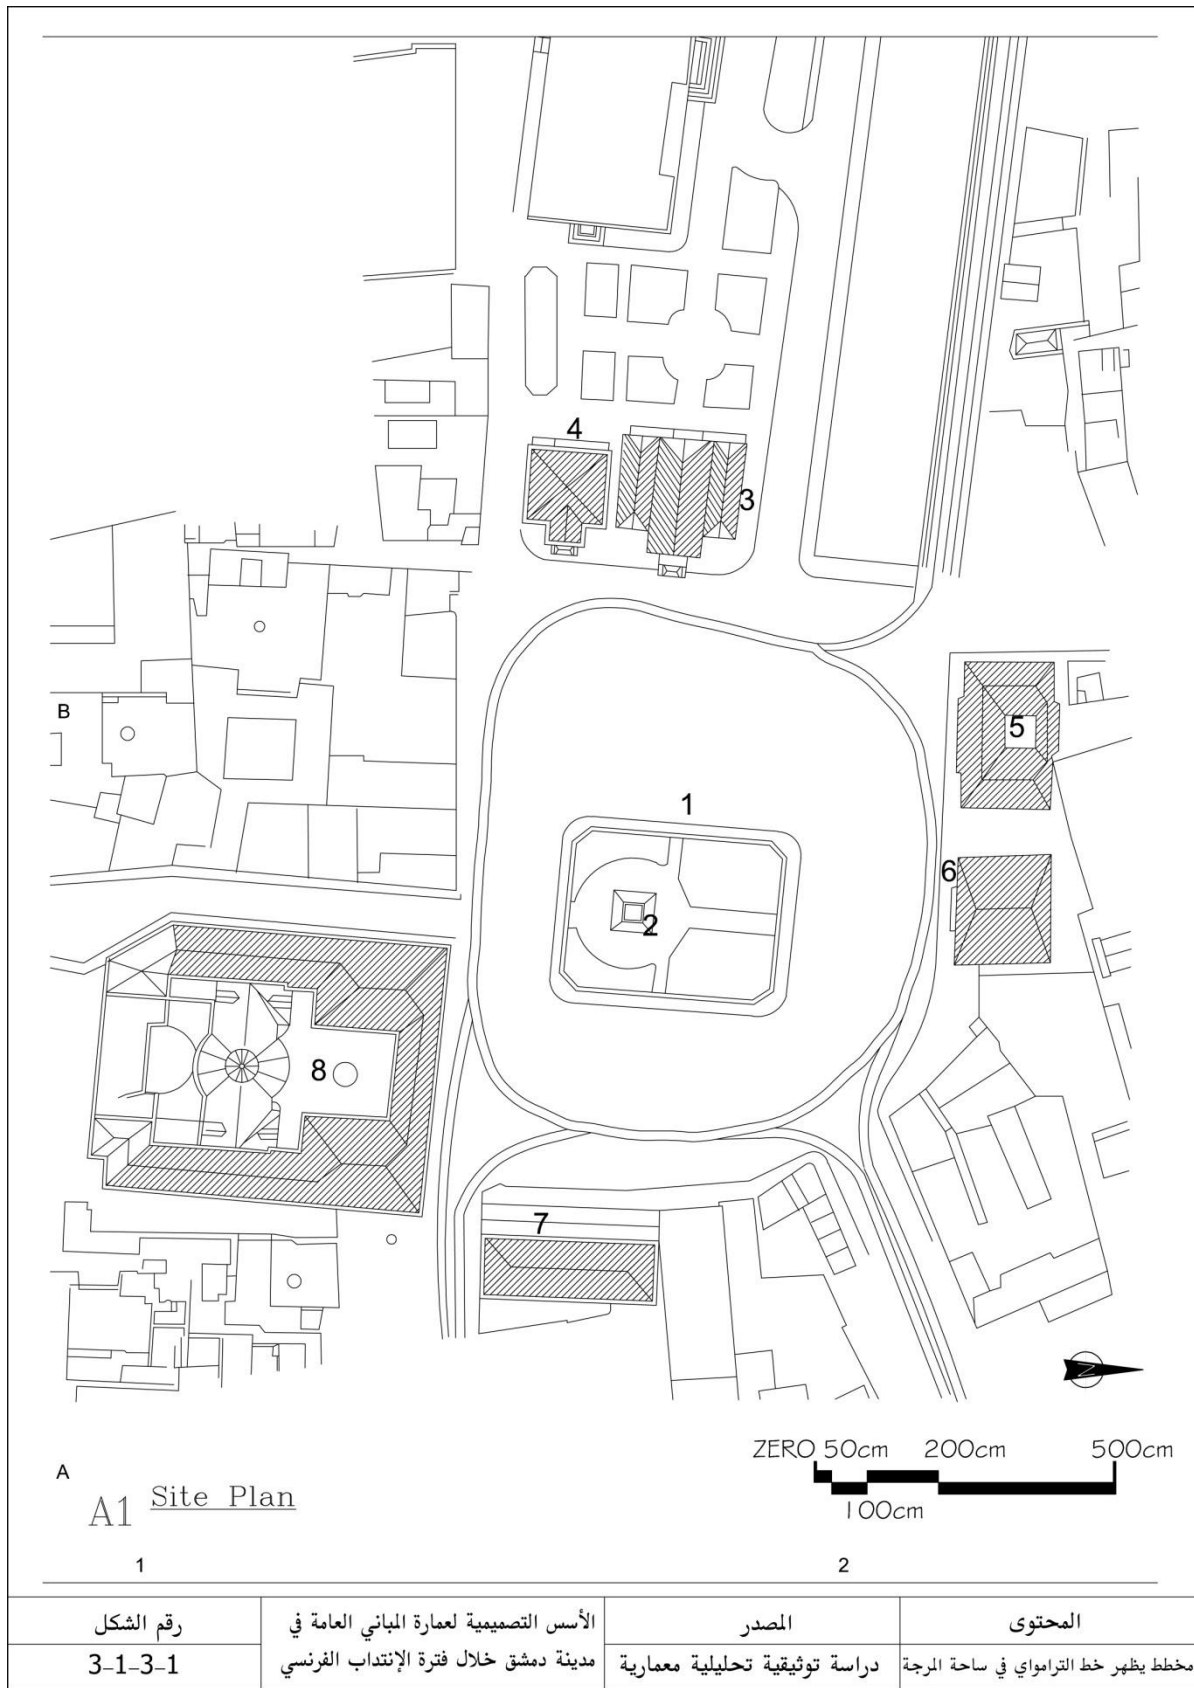 4
3
B
5
1
6
2
8
7
N
ZERO 50cm 200cm 500cm
100cm
A
A1 Site Plan
1 2
المحتوى
مخطط يظهر خط الترامواي في ساحة المرجة
المصدر
دراسة توثيقية تحليلية معمارية
الأسس التصميمية لعمارة المباني العامة في
مدينة دمشق خلال فترة الإنتداب الفرنسي
رقم الشكل
3-1-3-1